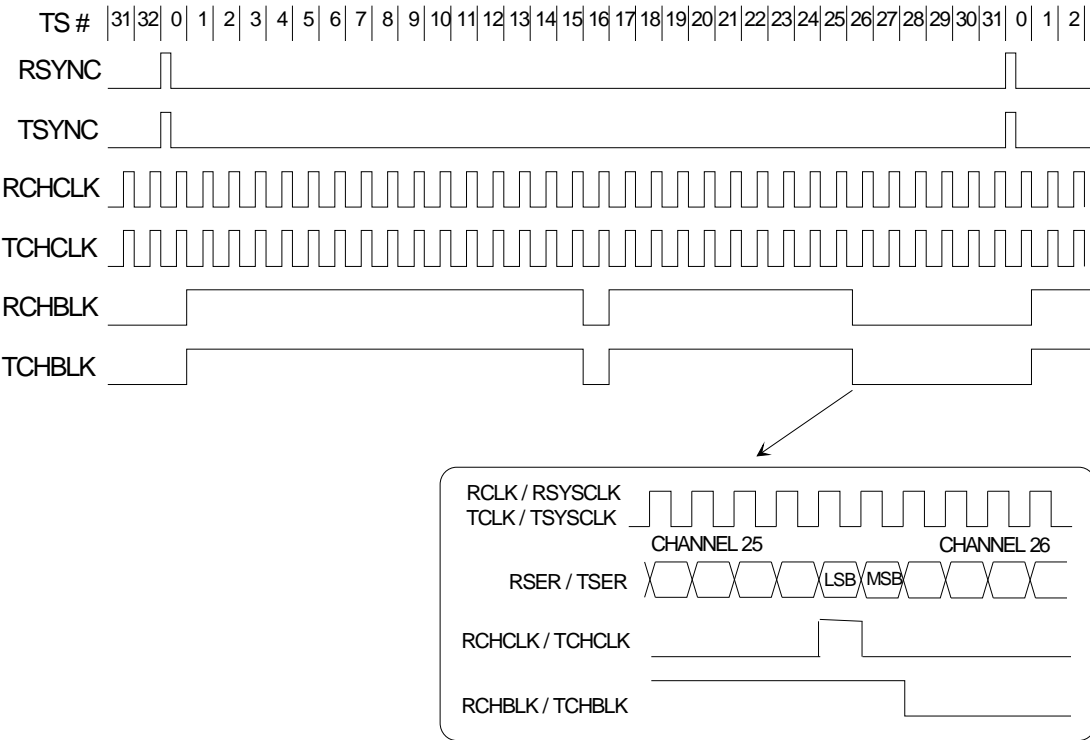 TS # 31 32 0 1 2 3 4 5 6 7 8 9 10 11 12 13 14 15 16 17 18 19 20 21 22 23 24 25 26 27 28 29 30 31 0 1 2
RSYNC
TSYNC
RCHCLK
TCHCLK
RCHBLK
TCHBLK
RCLK / RSYSCLK
TCLK / TSYSCLK
CHANNEL 25 CHANNEL 26
RSER / TSER LSB MSB
RCHCLK / TCHCLK
RCHBLK / TCHBLK